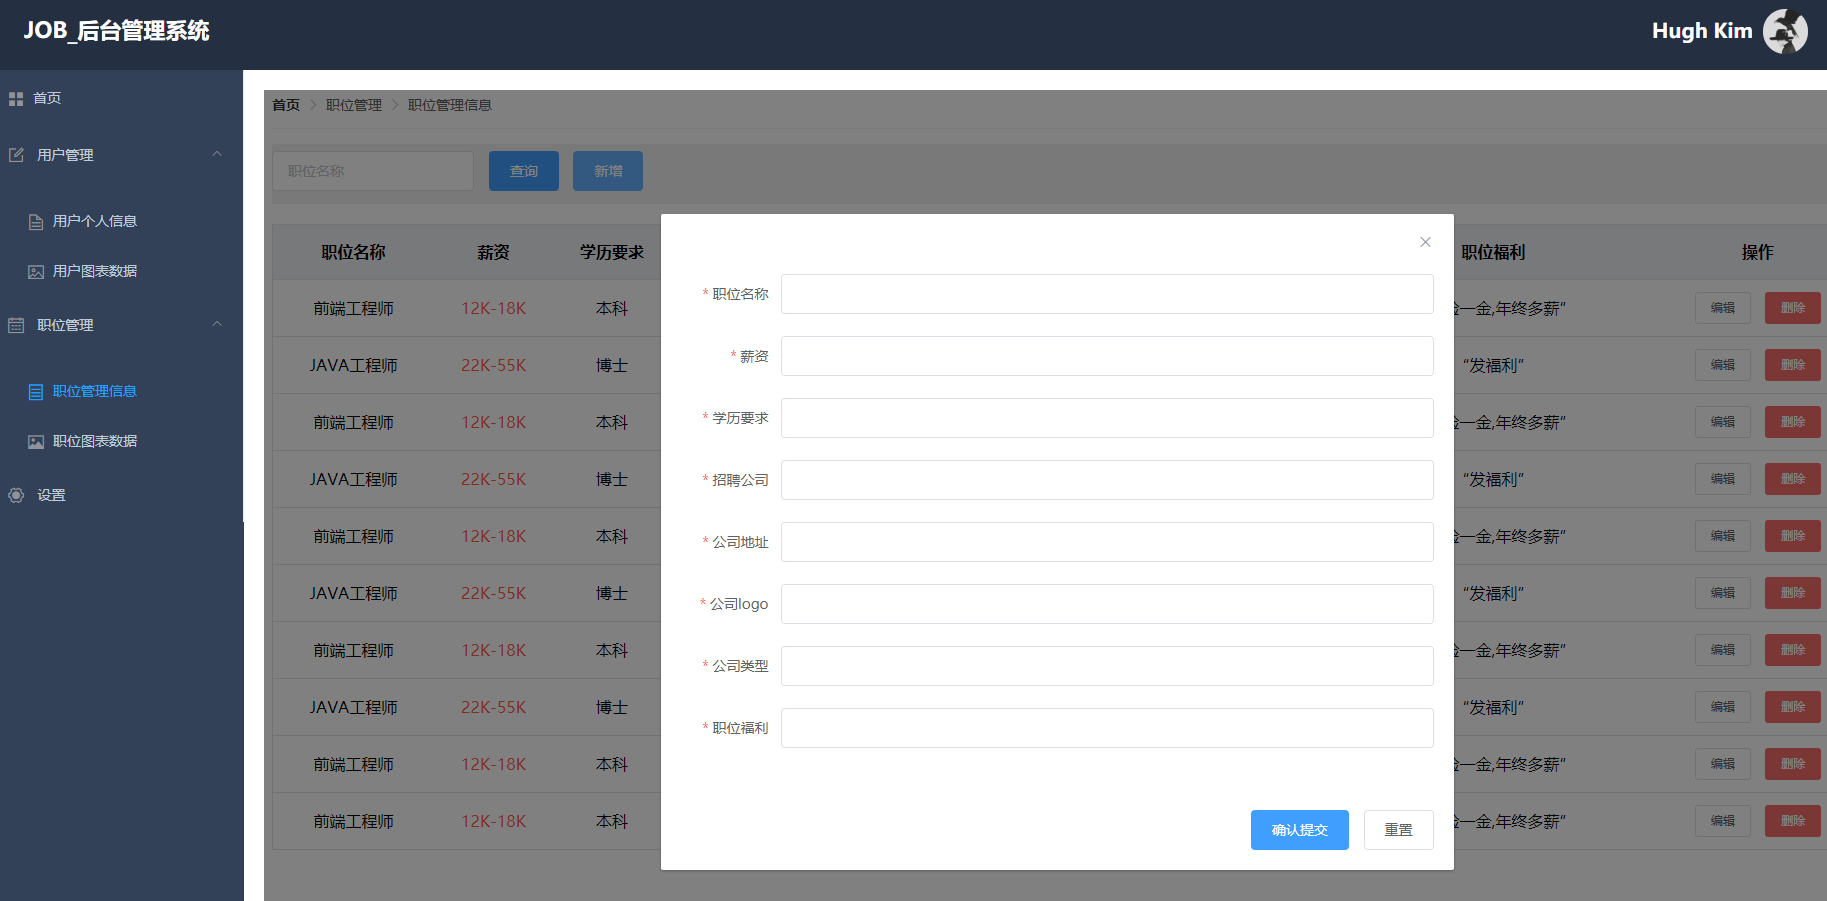 JOB_后台管理系统
Hugh Kim
首页
用户管理
用户个人信息
用户图表数据
职位管理
职位管理信息
职位图表数据
设置
首页 > 职位管理 > 职位管理信息
职位名称 查询 新增
职位名称 薪资 学历要求 职位福利 操作
前端工程师 12K-18K 本科 一金,年终多薪” 编辑 删除
JAVA工程师 22K-55K 博士 “发福利” 编辑 删除
前端工程师 12K-18K 本科 一金,年终多薪” 编辑 删除
JAVA工程师 22K-55K 博士 “发福利” 编辑 删除
前端工程师 12K-18K 本科 一金,年终多薪” 编辑 删除
JAVA工程师 22K-55K 博士 “发福利” 编辑 删除
前端工程师 12K-18K 本科 一金,年终多薪” 编辑 删除
JAVA工程师 22K-55K 博士 “发福利” 编辑 删除
前端工程师 12K-18K 本科 一金,年终多薪” 编辑 删除
前端工程师 12K-18K 本科 一金,年终多薪” 编辑 删除
* 职位名称
* 薪资
* 学历要求
* 招聘公司
* 公司地址
* 公司logo
* 公司类型
* 职位福利
确认提交 重置